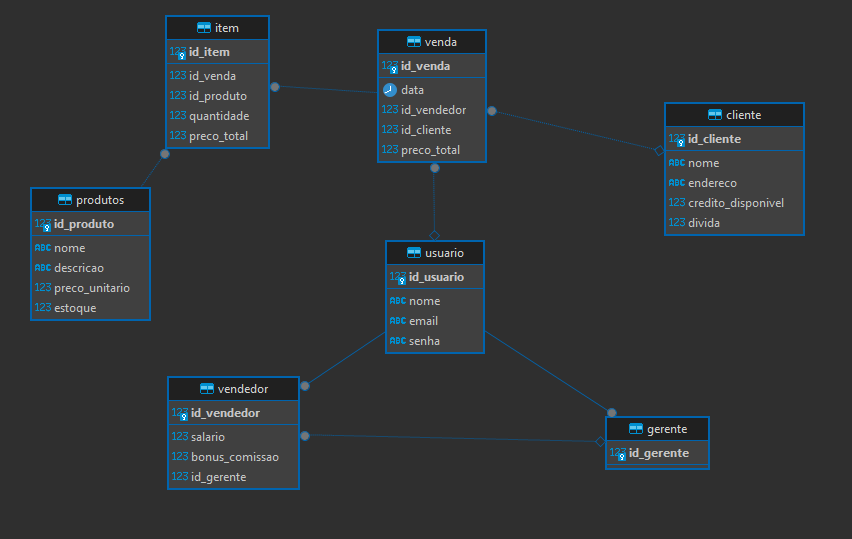 item
123 id_item
123 id_venda
123 id_produto
123 quantidade
123 preco_total
venda
123 id_venda
data
123 id_vendedor
123 id_cliente
123 preco_total
cliente
123 id_cliente
ABC nome
ABC endereco
123 credito_disponivel
123 divida
produtos
123 id_produto
ABC nome
ABC descricao
123 preco_unitario
123 estoque
usuario
123 id_usuario
ABC nome
ABC email
ABC senha
vendedor
123 id_vendedor
123 salario
123 bonus_comissao
123 id_gerente
gerente
123 id_gerente